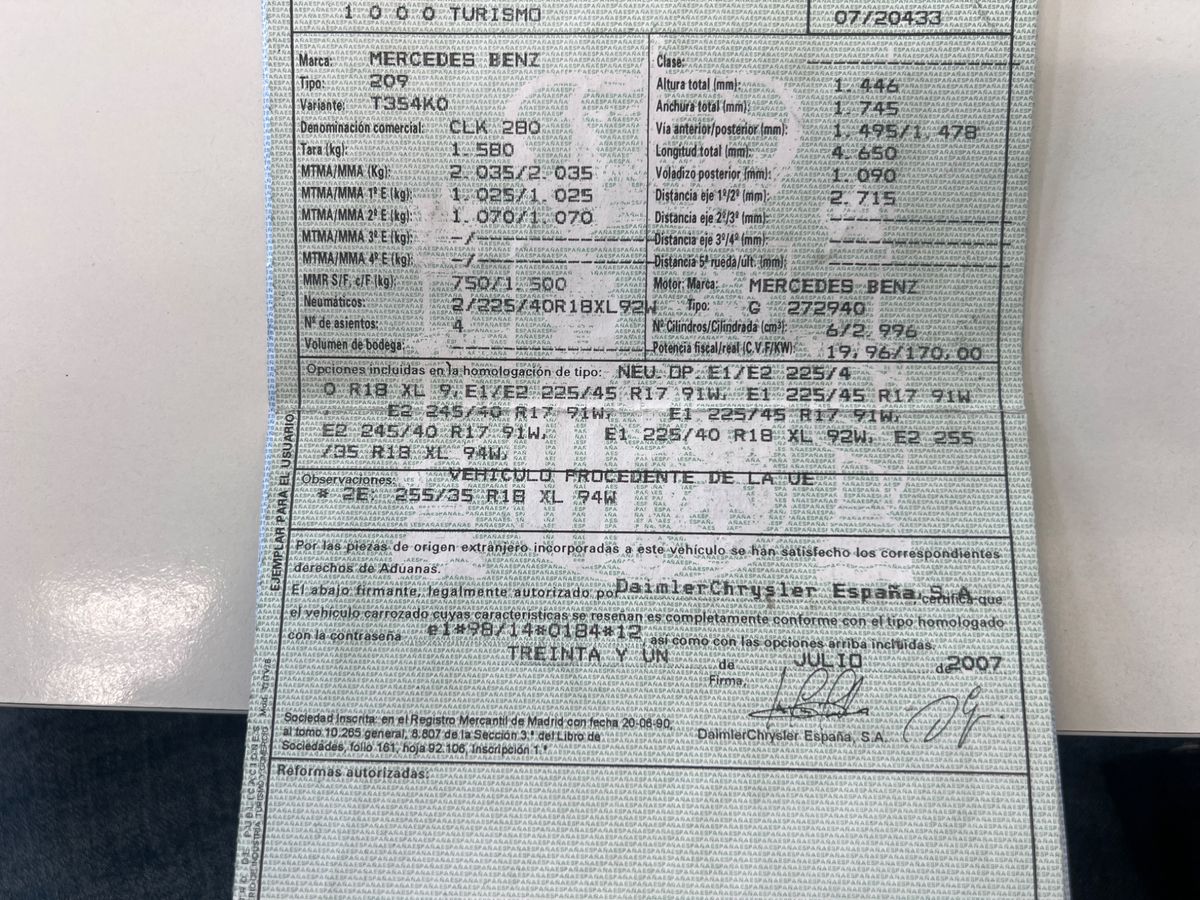 1 0 0 0 TURISMO
07/20433
Marca: MERCEDES BENZ
Tipo: 209
Variante: T354K0
Denominación comercial: CLK 280
Tara (kg): 1.580
MTMA/MMA (Kg): 2.035/2.035
MTMA/MMA 1º E (kg): 1.025/1.025
MTMA/MMA 2º E (kg): 1.070/1.070
MTMA/MMA 3º E (kg): -/-
MTMA/MMA 4º E (kg): -/-
MMR S/F, c/F (kg): 750/1.500
Neumáticos: 2/225/40R18XL92W
Nº de asientos: 4
Volumen de bodega:
Clase:
Altura total (mm): 1.446
Anchura total (mm): 1.745
Vía anterior/posterior (mm): 1.495/1.478
Longitud total (mm): 4.650
Voladizo posterior (mm): 1.090
Distancia eje 1º/2º (mm): 2.715
Distancia eje 2º/3º (mm):
Distancia eje 3º/4º (mm):
Distancia 5ª rueda/últ. (mm):
Motor: Marca: MERCEDES BENZ
Tipo: G 272940
Nº Cilindros/Cilindrada (cm³): 6/2.996
Potencia fiscal/real (C.V.F/KW): 19,96/170,00
Opciones incluidas en la homologación de tipo: NEU.OP. E1/E2 225/4
0 R18 XL 9,E1/E2 225/45 R17 91W, E1 225/45 R17 91W
, E2 245/40 R17 91W, E1 225/45 R17 91W,
E2 245/40 R17 91W, E1 225/40 R18 XL 92W, E2 255
/35 R18 XL 94W,
Observaciones: VEHICULO PROCEDENTE DE LA UE
* 2E, 255/35 R18 XL 94W
EJEMPLAR PARA EL USUARIO
Por las piezas de origen extranjero incorporadas a este vehículo se han satisfecho los correspondientes
derechos de Aduanas.
El abajo firmante, legalmente autorizado por DaimlerChrysler España,S.A. certifica que
el vehículo carrozado cuyas características se reseñan es completamente conforme con el tipo homologado
con la contraseña e1*98/14*0184*12 así como con las opciones arriba incluidas.
TREINTA Y UN de JULIO de 2007
Firma,
DaimlerChrysler España, S.A.
Sociedad Inscrita: en el Registro Mercantil de Madrid con fecha 20-06-90,
al tomo 10.265 general, 8.807 de la Sección 3.ª del Libro de
Sociedades, folio 161, hoja 92.106, Inscripción 1.ª
Reformas autorizadas: